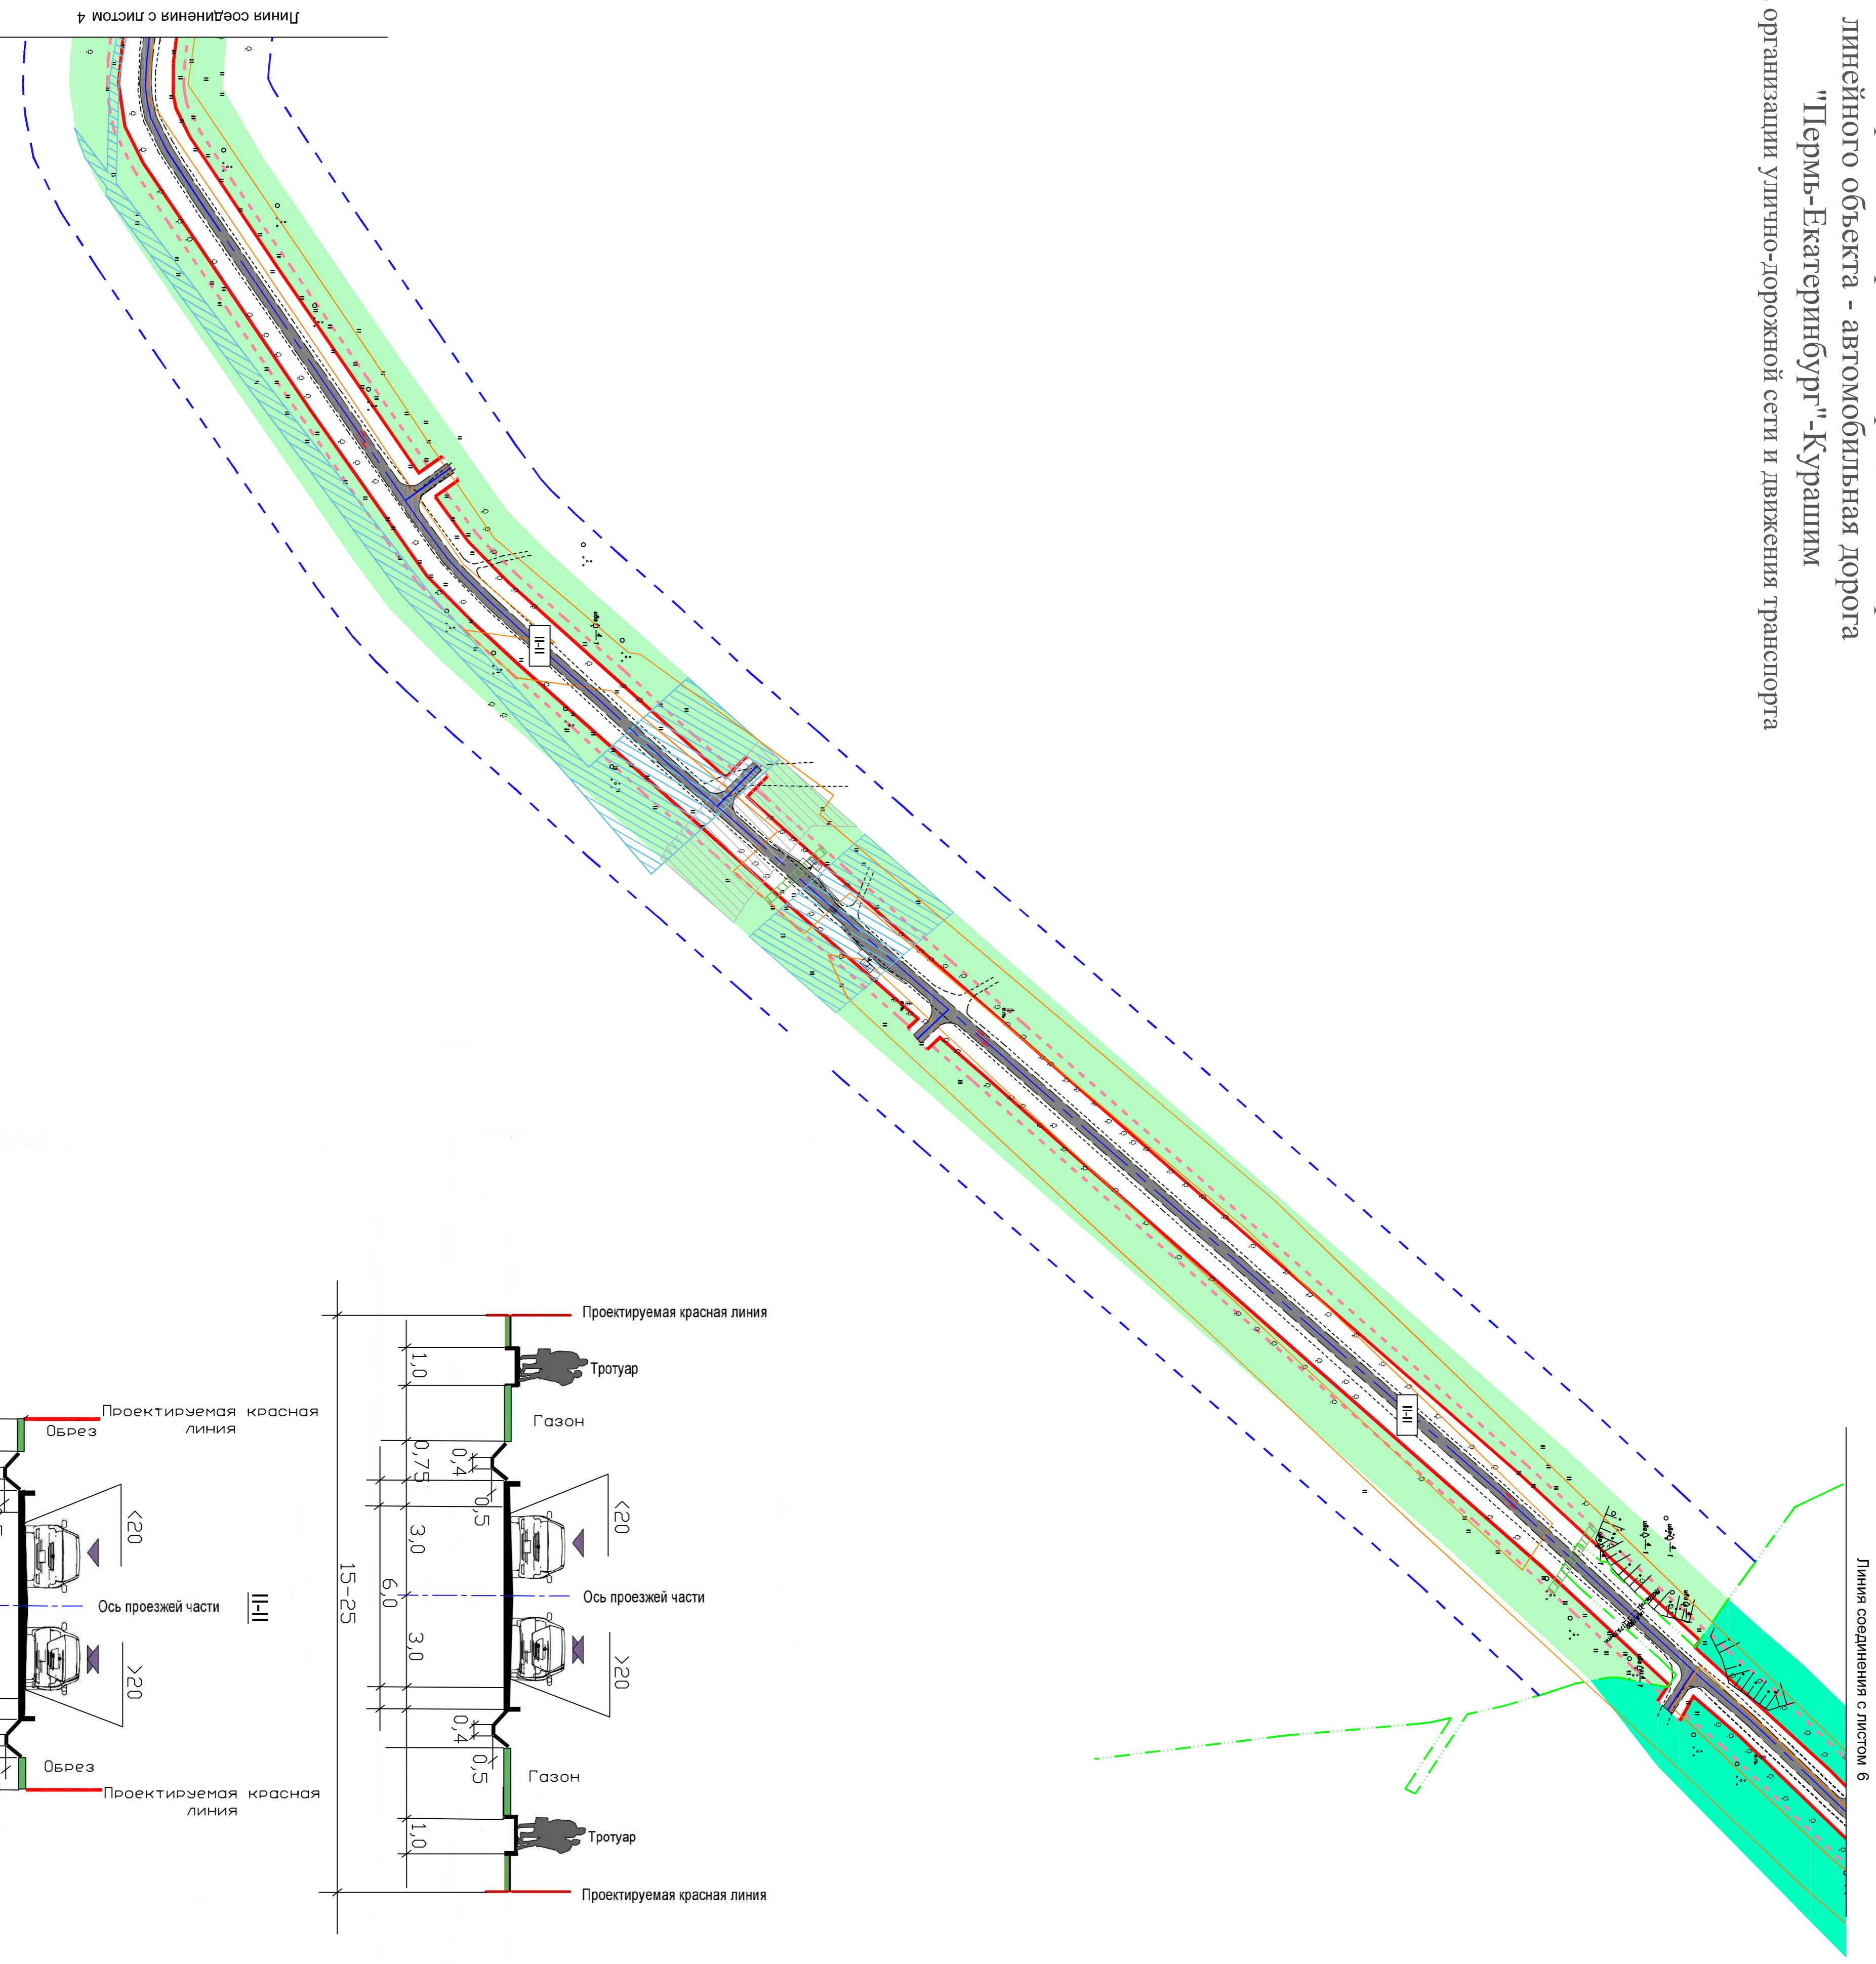 линейного объекта - автомобильная дорога
"Пермь-Екатеринбург"-Курашим
организации улично-дорожной сети и движения транспорта
Линия соединения с листом 4
Линия соединения с листом 6
II-II
II-II
Проектируемая красная линия
Тротуар
Газон
1,0
0,75
0,4
0,5
<20
3,0
6,0
15-25
Ось проезжей части
3,0
>20
0,4
0,5
Газон
1,0
Тротуар
Проектируемая красная линия
II-II
Проектируемая красная
линия
Обрез
<20
Ось проезжей части
>20
Обрез
Проектируемая красная
линия